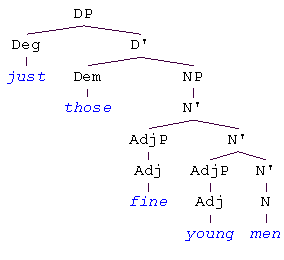 DP
Deg D'
just Dem NP
those N'
AdjP N'
Adj AdjP N'
fine Adj N
young men